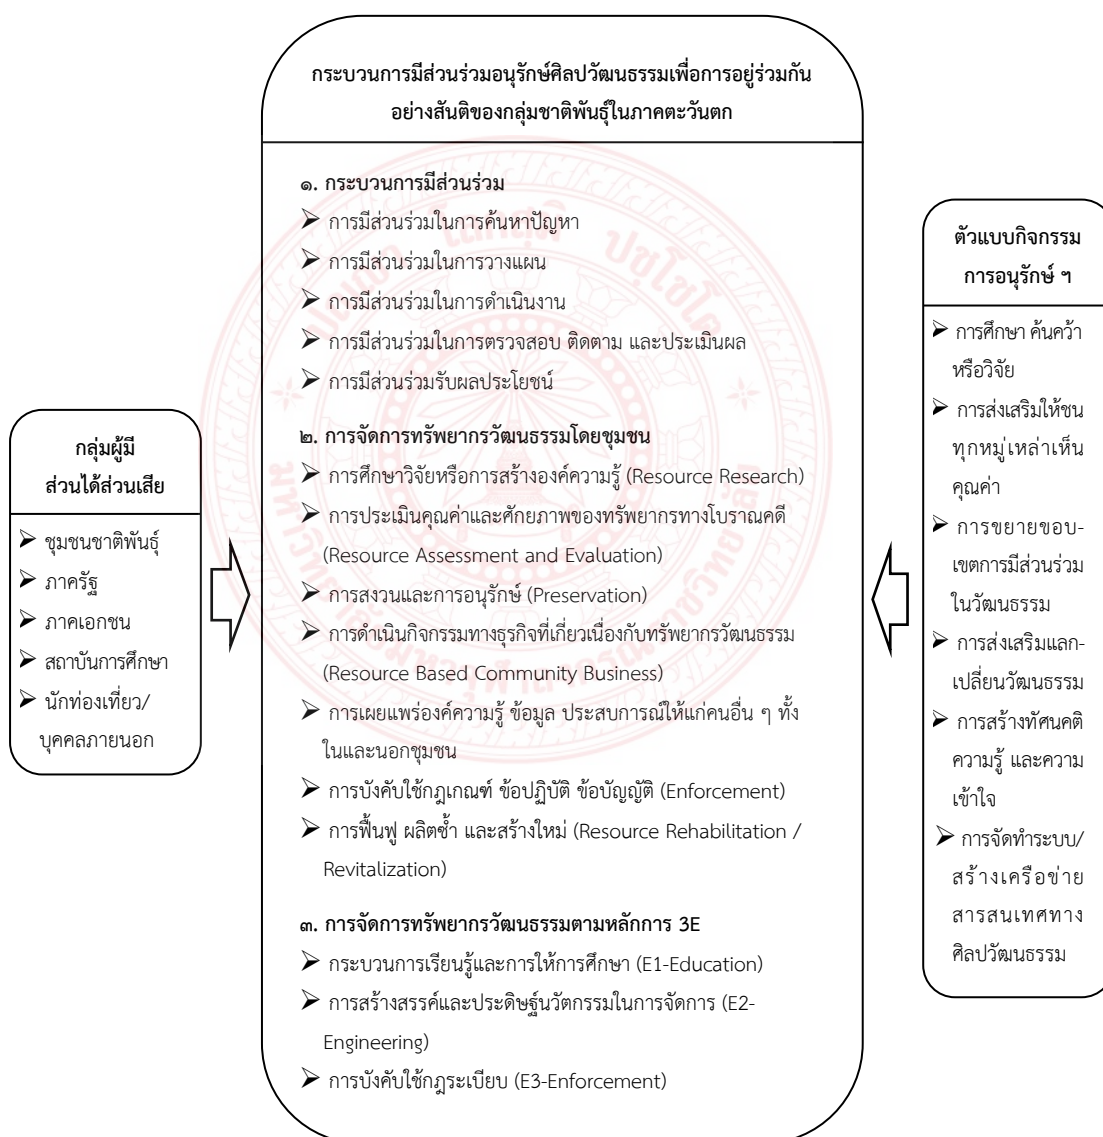 กระบวนการมีส่วนร่วมอนุรักษ์ศิลปวัฒนธรรมเพื่อการอยู่ร่วมกัน
อย่างสันติของกลุ่มชาติพันธุ์ในภาคตะวันตก
๑. กระบวนการมีส่วนร่วม
➢ การมีส่วนร่วมในการค้นหาปัญหา
➢ การมีส่วนร่วมในการวางแผน
➢ การมีส่วนร่วมในการดำเนินงาน
➢ การมีส่วนร่วมในการตรวจสอบ ติดตาม และประเมินผล
➢ การมีส่วนร่วมรับผลประโยชน์
๒. การจัดการทรัพยากรวัฒนธรรมโดยชุมชน
➢ การศึกษาวิจัยหรือการสร้างองค์ความรู้ (Resource Research)
➢ การประเมินคุณค่าและศักยภาพของทรัพยากรทางโบราณคดี
(Resource Assessment and Evaluation)
➢ การสงวนและการอนุรักษ์ (Preservation)
➢ การดำเนินกิจกรรมทางธุรกิจที่เกี่ยวเนื่องกับทรัพยากรวัฒนธรรม
(Resource Based Community Business)
➢ การเผยแพร่องค์ความรู้ ข้อมูล ประสบการณ์ให้แก่คนอื่น ๆ ทั้ง
ในและนอกชุมชน
➢ การบังคับใช้กฎเกณฑ์ ข้อปฏิบัติ ข้อบัญญัติ (Enforcement)
➢ การฟื้นฟู ผลิตซ้ำ และสร้างใหม่ (Resource Rehabilitation /
Revitalization)
๓. การจัดการทรัพยากรวัฒนธรรมตามหลักการ 3E
➢ กระบวนการเรียนรู้และการให้การศึกษา (E1-Education)
➢ การสร้างสรรค์และประดิษฐ์นวัตกรรมในการจัดการ (E2-
Engineering)
➢ การบังคับใช้กฎระเบียบ (E3-Enforcement)
กลุ่มผู้มี
ส่วนได้ส่วนเสีย
➢ ชุมชนชาติพันธุ์
➢ ภาครัฐ
➢ ภาคเอกชน
➢ สถาบันการศึกษา
➢ นักท่องเที่ยว/
บุคคลภายนอก
ตัวแบบกิจกรรม
การอนุรักษ์ ฯ
➢ การศึกษา ค้นคว้า
หรือวิจัย
➢ การส่งเสริมให้ชน
ทุกหมู่เหล่าเห็น
คุณค่า
➢ การขยายขอบ-
เขตการมีส่วนร่วม
ในวัฒนธรรม
➢ การส่งเสริมแลก-
เปลี่ยนวัฒนธรรม
➢ การสร้างทัศนคติ
ความรู้ และความ
เข้าใจ
➢ การจัดทำระบบ/
สร้างเครือข่าย
สารสนเทศทาง
ศิลปวัฒนธรรม